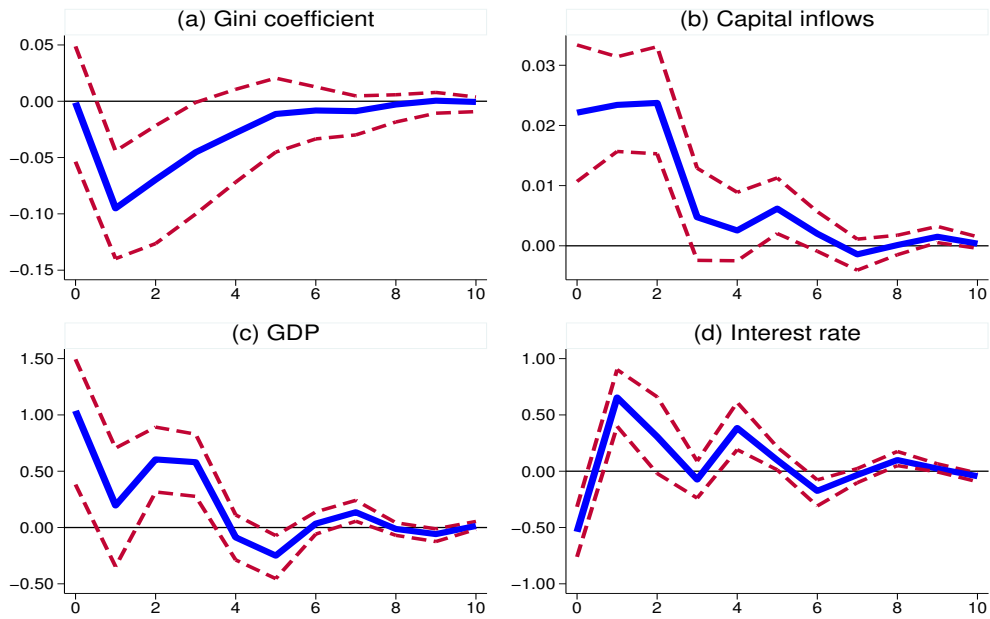 (a) Gini coefficient
0.05
0.00
−0.05
−0.10
−0.15
0 2 4 6 8 10
(b) Capital inflows
0.03
0.02
0.01
0.00
0 2 4 6 8 10
(c) GDP
1.50
1.00
0.50
0.00
−0.50
0 2 4 6 8 10
(d) Interest rate
1.00
0.50
0.00
−0.50
−1.00
0 2 4 6 8 10